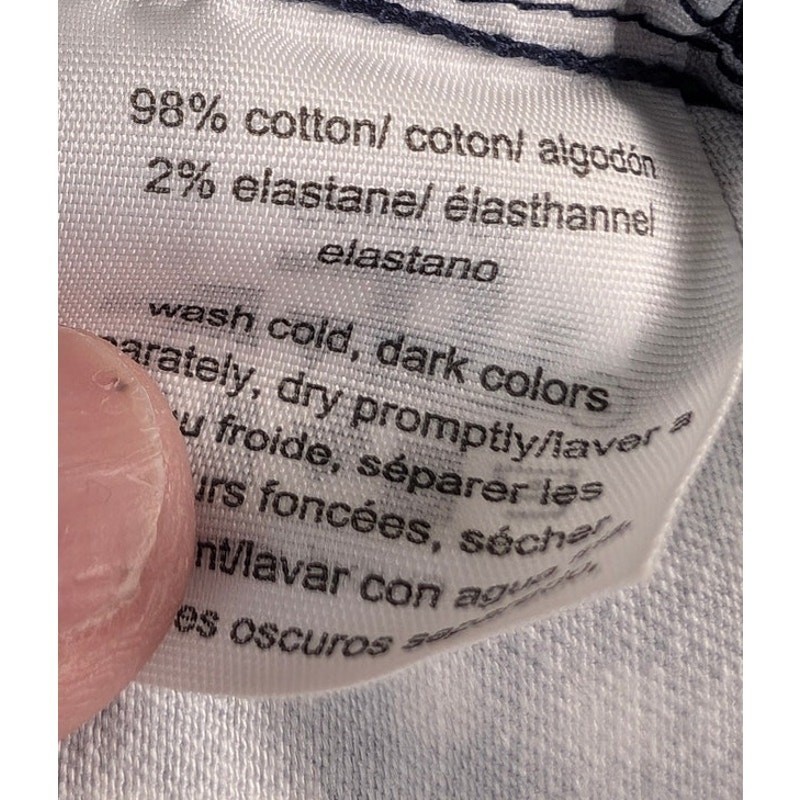 98% cotton/ coton/ algodón
2% elastane/ élasthanne/
elastano
wash cold, dark colors
arately, dry promptly/laver a
u froide, séparer les
urs foncées, sécher
nt/lavar con agua
es oscuros